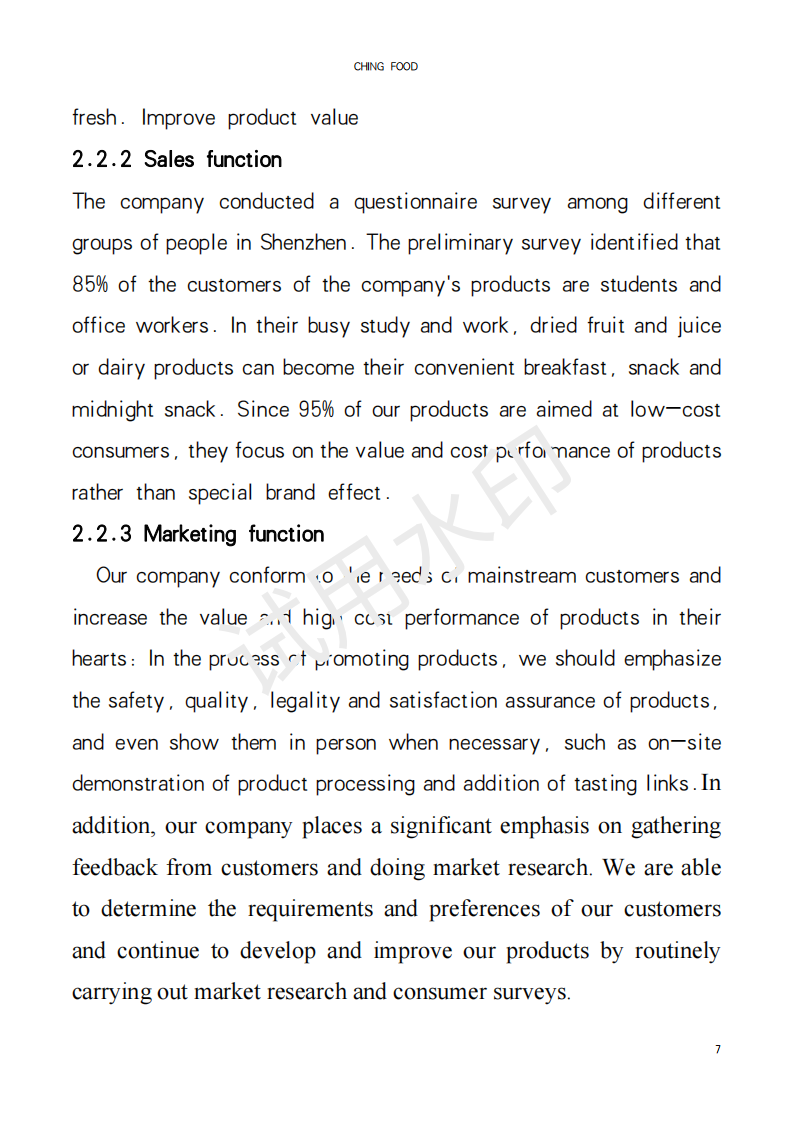 CHING FOOD
fresh. Improve product value
2.2.2 Sales function
The company conducted a questionnaire survey among different
groups of people in Shenzhen. The preliminary survey identified that
85% of the customers of the company's products are students and
office workers. In their busy study and work, dried fruit and juice
or dairy products can become their convenient breakfast, snack and
midnight snack. Since 95% of our products are aimed at low—cost
consumers, they focus on the value and cost performance of products
rather than special brand effect.
2.2.3 Marketing function
Our company conform to the needs of mainstream customers and
increase the value and high cost performance of products in their
hearts: In the process of promoting products, we should emphasize
the safety, quality, legality and satisfaction assurance of products,
and even show them in person when necessary, such as on—site
demonstration of product processing and addition of tasting links.In
addition, our company places a significant emphasis on gathering
feedback from customers and doing market research. We are able
to determine the requirements and preferences of our customers
and continue to develop and improve our products by routinely
carrying out market research and consumer surveys.
试用水印
7